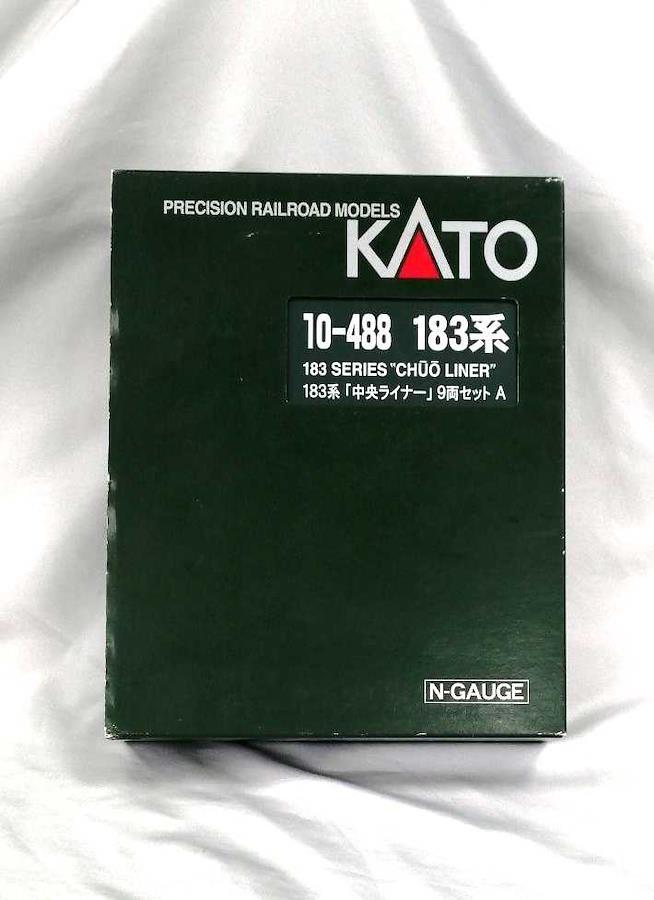 PRECISION RAILROAD MODELS
KATO
10-488 183系
183 SERIES "CHŪŌ LINER"
183系「中央ライナー」9両セット A
N-GAUGE